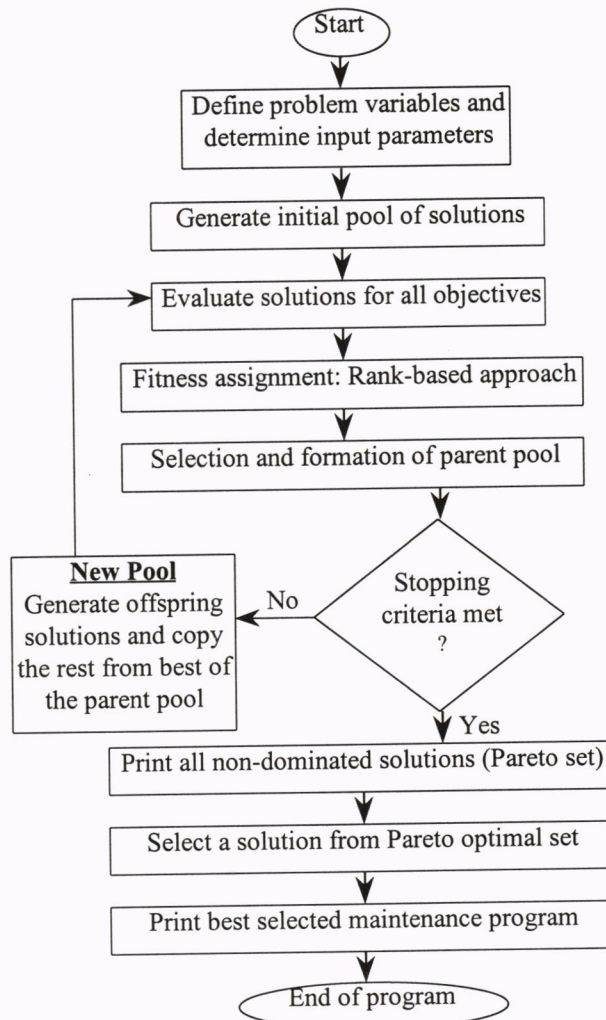 Start
Define problem variables and
determine input parameters
Generate initial pool of solutions
Evaluate solutions for all objectives
Fitness assignment: Rank-based approach
Selection and formation of parent pool
Stopping
criteria met
?
No
New Pool
Generate offspring
solutions and copy
the rest from best of
the parent pool
Yes
Print all non-dominated solutions (Pareto set)
Select a solution from Pareto optimal set
Print best selected maintenance program
End of program